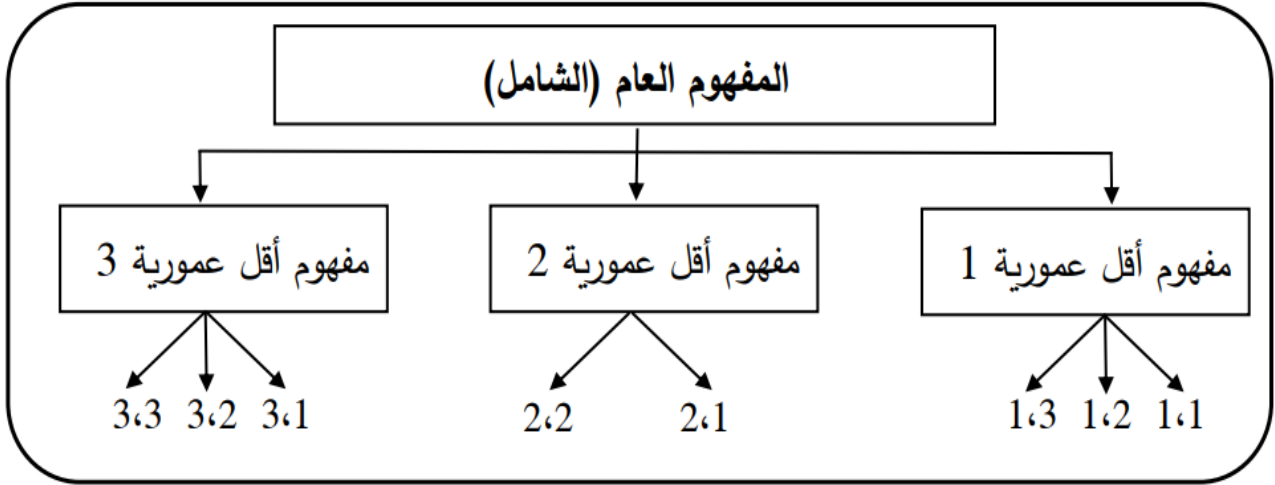 المفهوم العام (الشامل)
مفهوم أقل عمورية 1
مفهوم أقل عمورية 2
مفهوم أقل عمورية 3
1،1
1،2
1،3
2،1
2،2
3،1
3،2
3،3